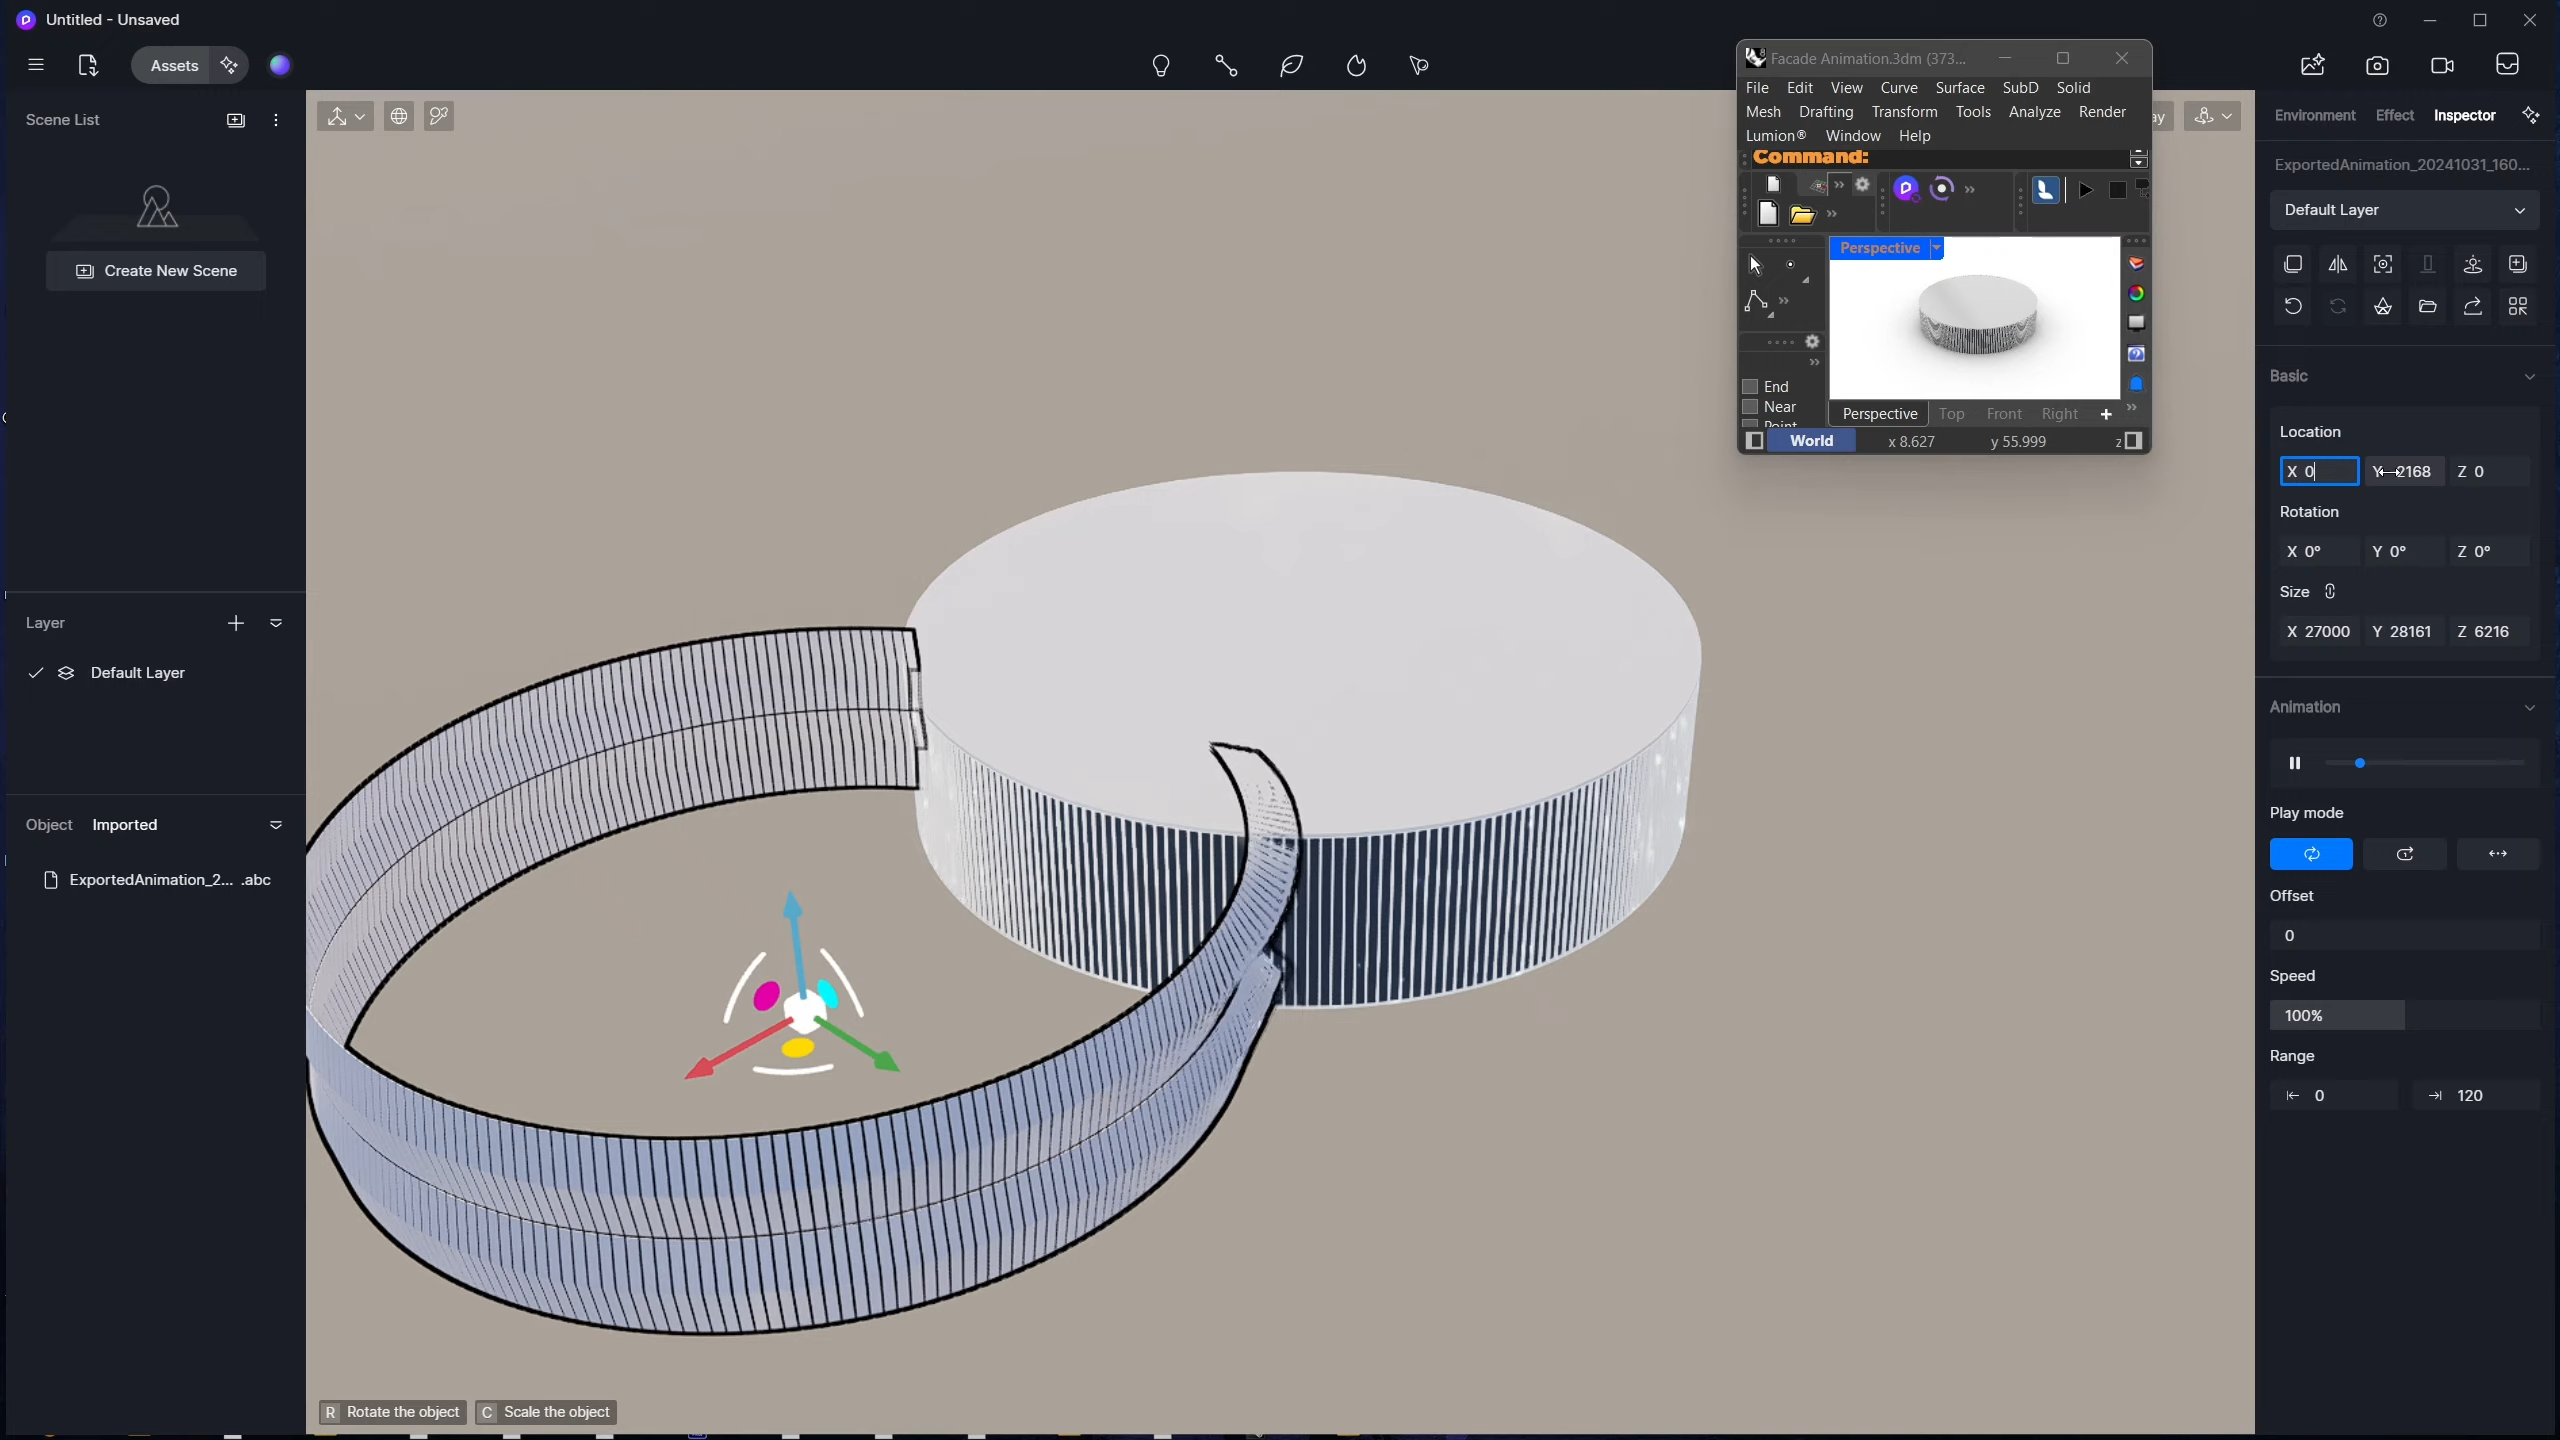 Untitled - Unsaved
Assets
Scene List
Create New Scene
Layer
Default Layer
Object Imported
ExportedAnimation_2... .abc
R Rotate the object C Scale the object
Facade Animation.3dm (373...
File Edit View Curve Surface SubD Solid
Mesh Drafting Transform Tools Analyze Render
Lumion® Window Help
Command:
Perspective
End
Near
Point
Perspective Top Front Right
World x 8.627 y 55.999 z
ay
Environment Effect Inspector
ExportedAnimation_20241031_160...
Default Layer
Basic
Location
X 0 Y 2168 Z 0
Rotation
X 0° Y 0° Z 0°
Size
X 27000 Y 28161 Z 6216
Animation
Play mode
Offset
0
Speed
100%
Range
0 120